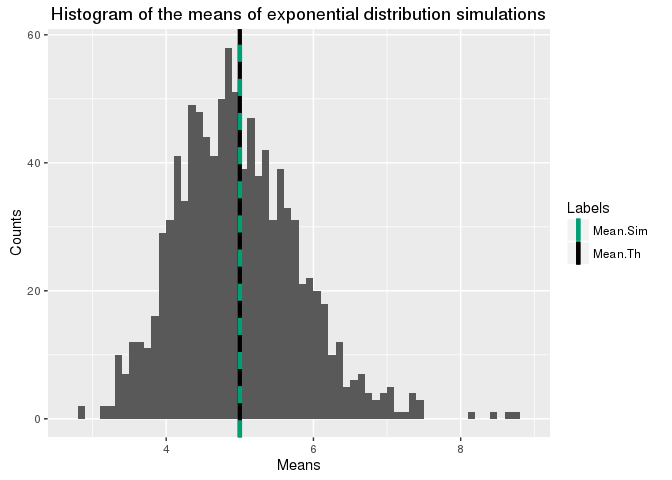 Histogram of the means of exponential distribution simulations
60
40
20
0
Counts
4
6
8
Means
Labels
Mean.Sim
Mean.Th